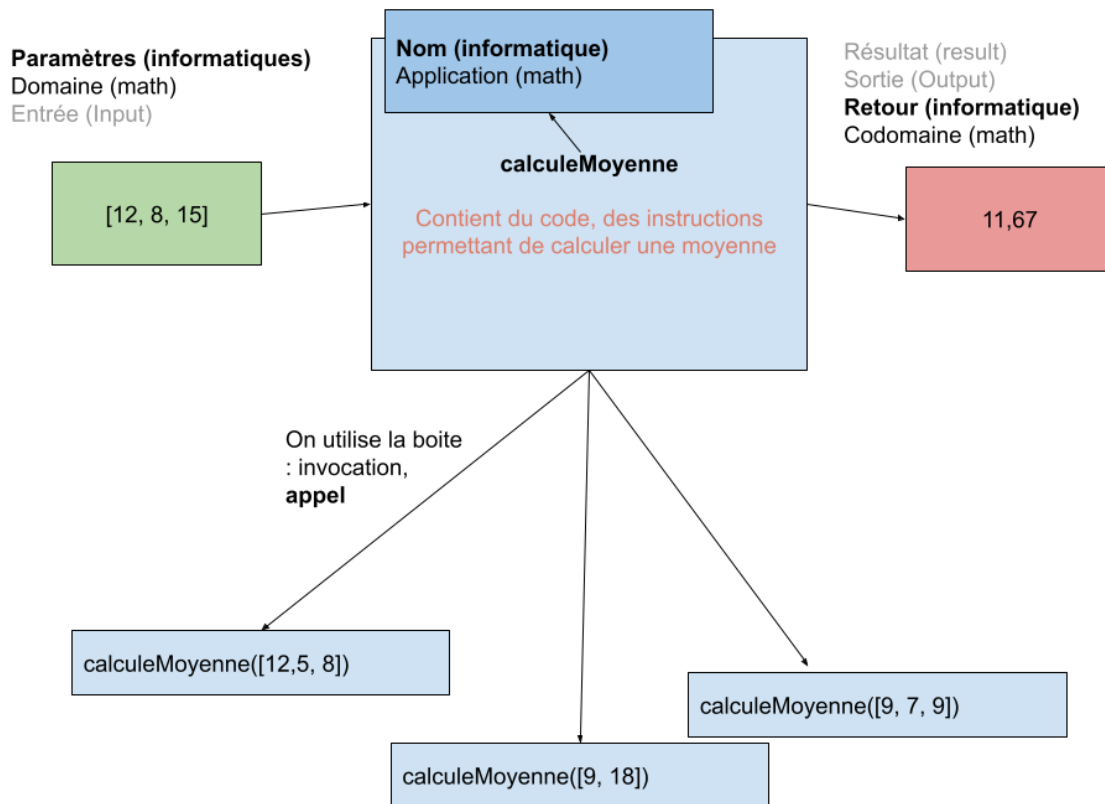 Paramètres (informatiques)
Domaine (math)
Entrée (Input)
Nom (informatique)
Application (math)
Résultat (result)
Sortie (Output)
Retour (informatique)
Codomaine (math)
[12, 8, 15]
calculeMoyenne
Contient du code, des instructions
permettant de calculer une moyenne
11,67
On utilise la boite
: invocation,
appel
calculeMoyenne([12,5, 8])
calculeMoyenne([9, 7, 9])
calculeMoyenne([9, 18])